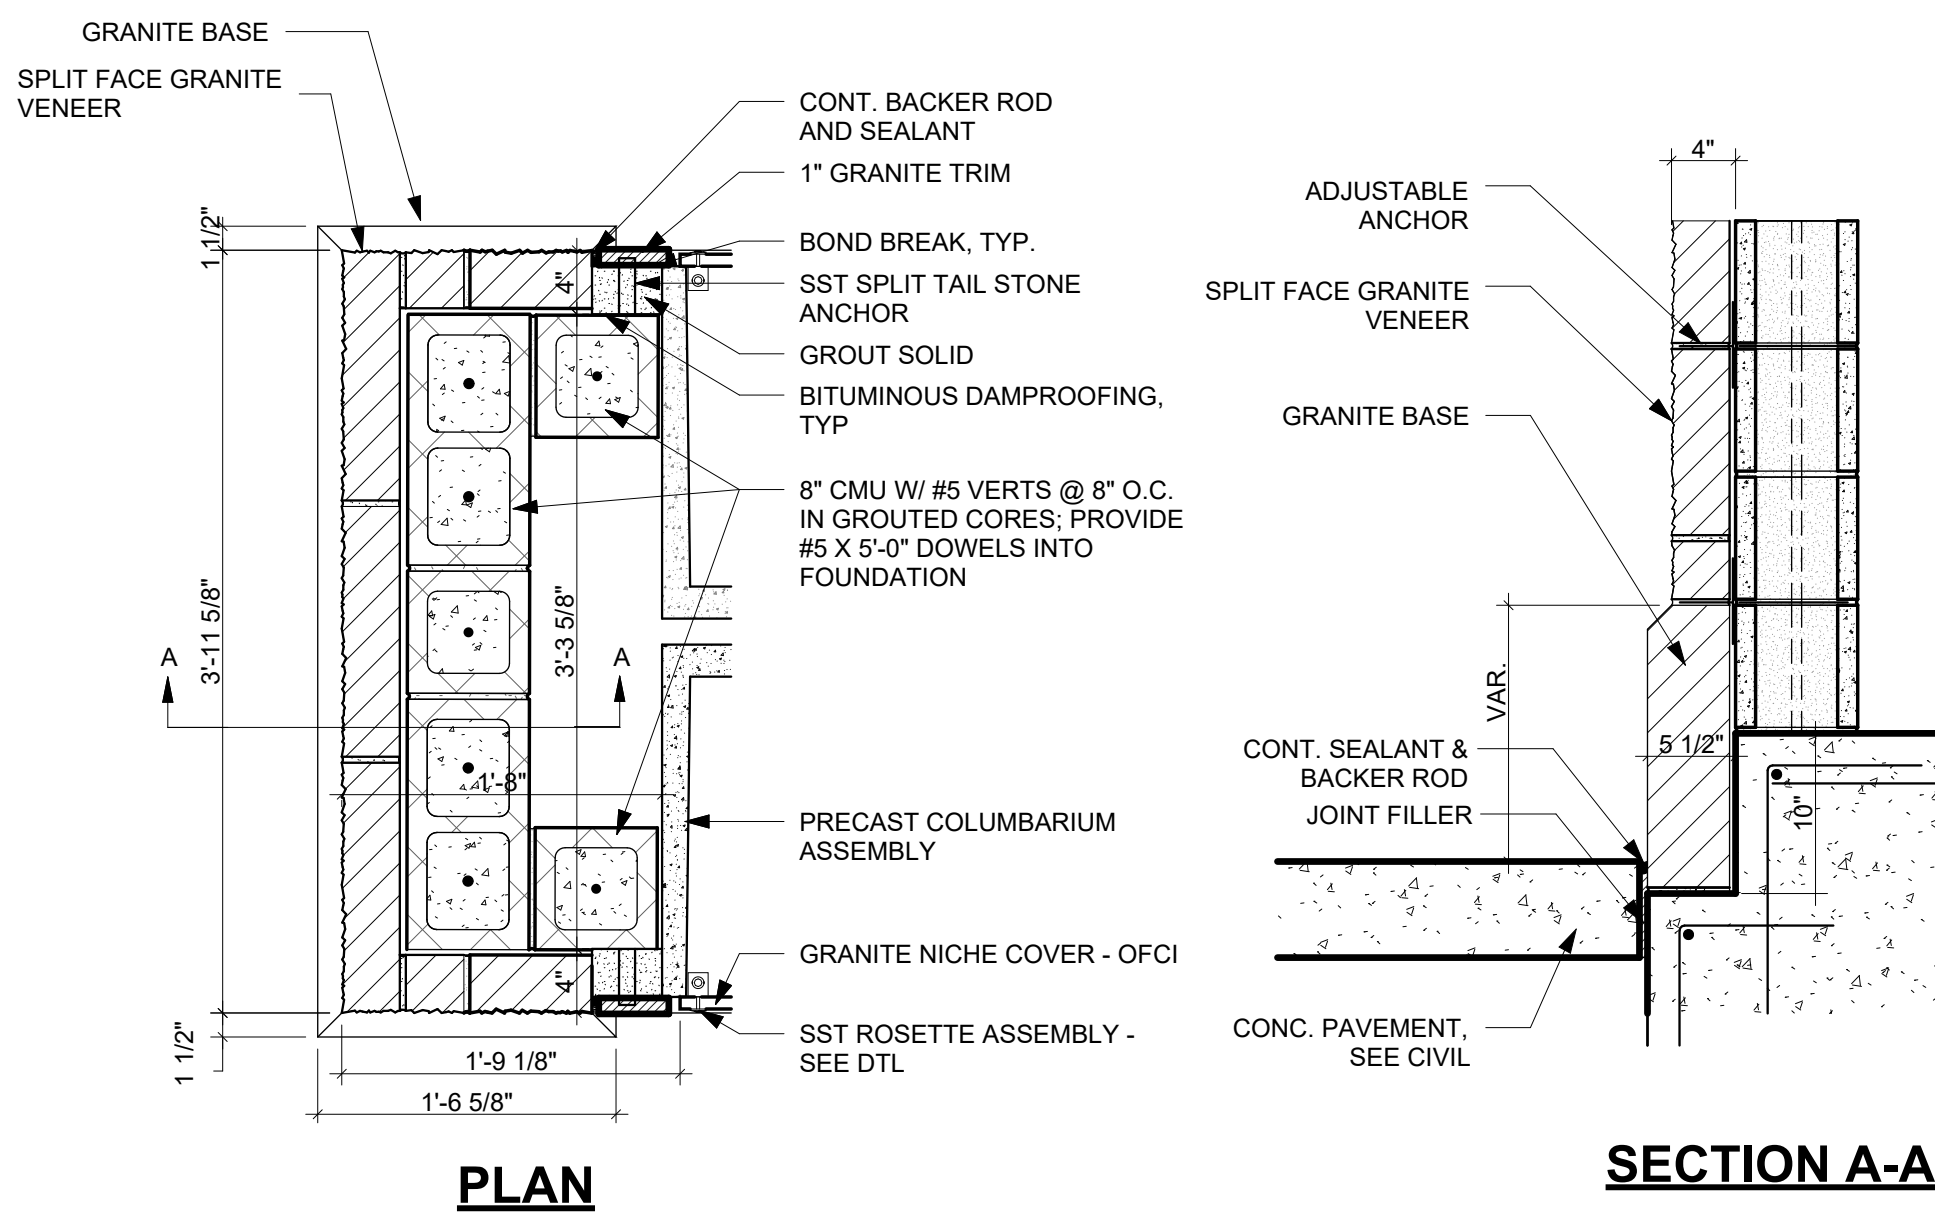 GRANITE BASE
SPLIT FACE GRANITE
VENEER
CONT. BACKER ROD
AND SEALANT
1" GRANITE TRIM
BOND BREAK, TYP.
SST SPLIT TAIL STONE
ANCHOR
GROUT SOLID
BITUMINOUS DAMPROOFING,
TYP
8" CMU W/ #5 VERTS @ 8" O.C.
IN GROUTED CORES; PROVIDE
#5 X 5'-0" DOWELS INTO
FOUNDATION
PRECAST COLUMBARIUM
ASSEMBLY
GRANITE NICHE COVER - OFCI
SST ROSETTE ASSEMBLY -
SEE DTL
1 1/2"
3'-11 5/8"
1 1/2"
4"
3'-3 5/8"
4"
A
A
1'-8"
1'-9 1/8"
1'-6 5/8"
PLAN
4"
ADJUSTABLE
ANCHOR
SPLIT FACE GRANITE
VENEER
GRANITE BASE
VAR.
5 1/2"
10"
CONT. SEALANT &
BACKER ROD
JOINT FILLER
CONC. PAVEMENT,
SEE CIVIL
SECTION A-A